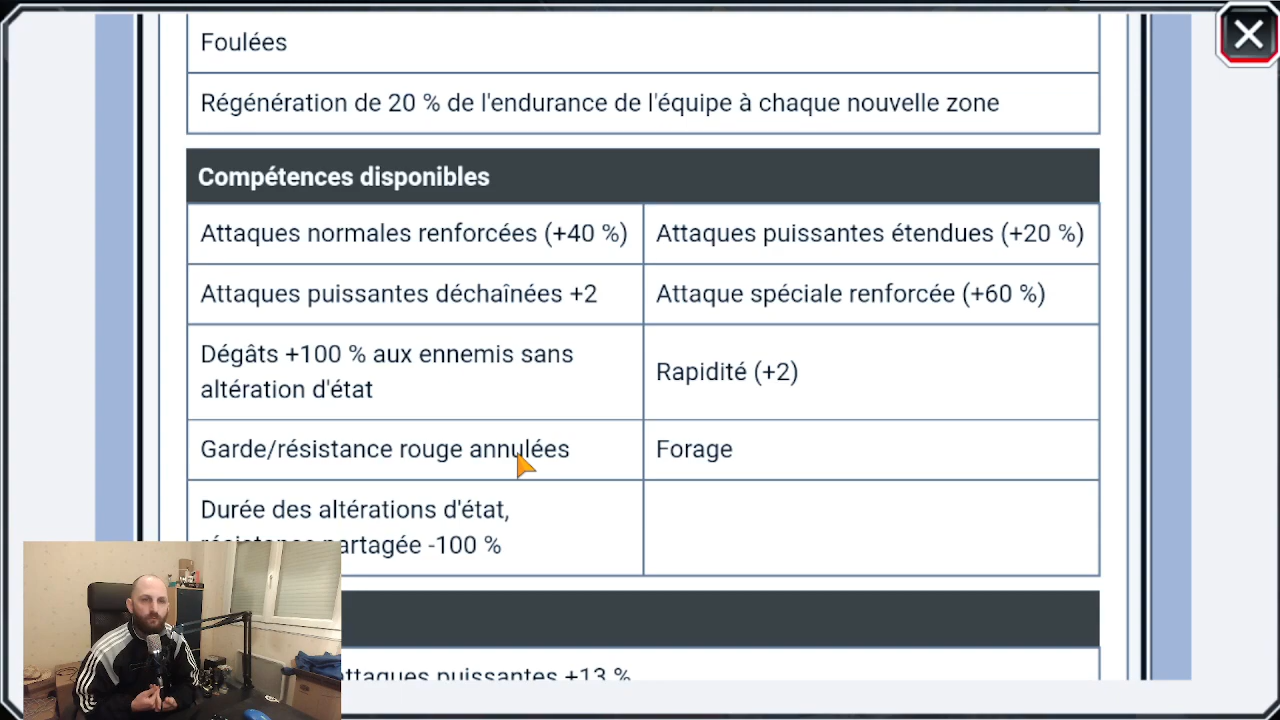 Foulées
Régénération de 20 % de l'endurance de l'équipe à chaque nouvelle zone
Compétences disponibles
Attaques normales renforcées (+40 %)
Attaques puissantes étendues (+20 %)
Attaques puissantes déchaînées +2
Attaque spéciale renforcée (+60 %)
Dégâts +100 % aux ennemis sans
altération d'état
Rapidité (+2)
Garde/résistance rouge annulées
Forage
Durée des altérations d'état,
résistance partagée -100 %
attaques puissantes +13 %